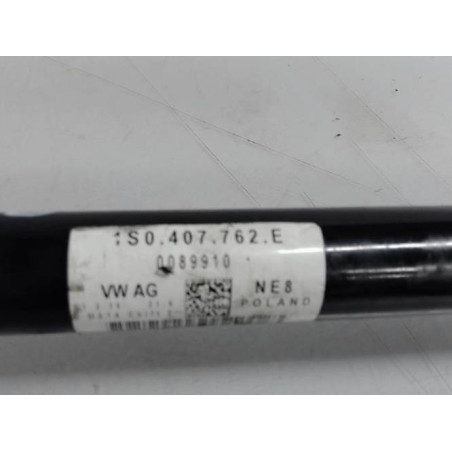 1S0.407.762.E
0089910
VW AG
NE8
POLAND